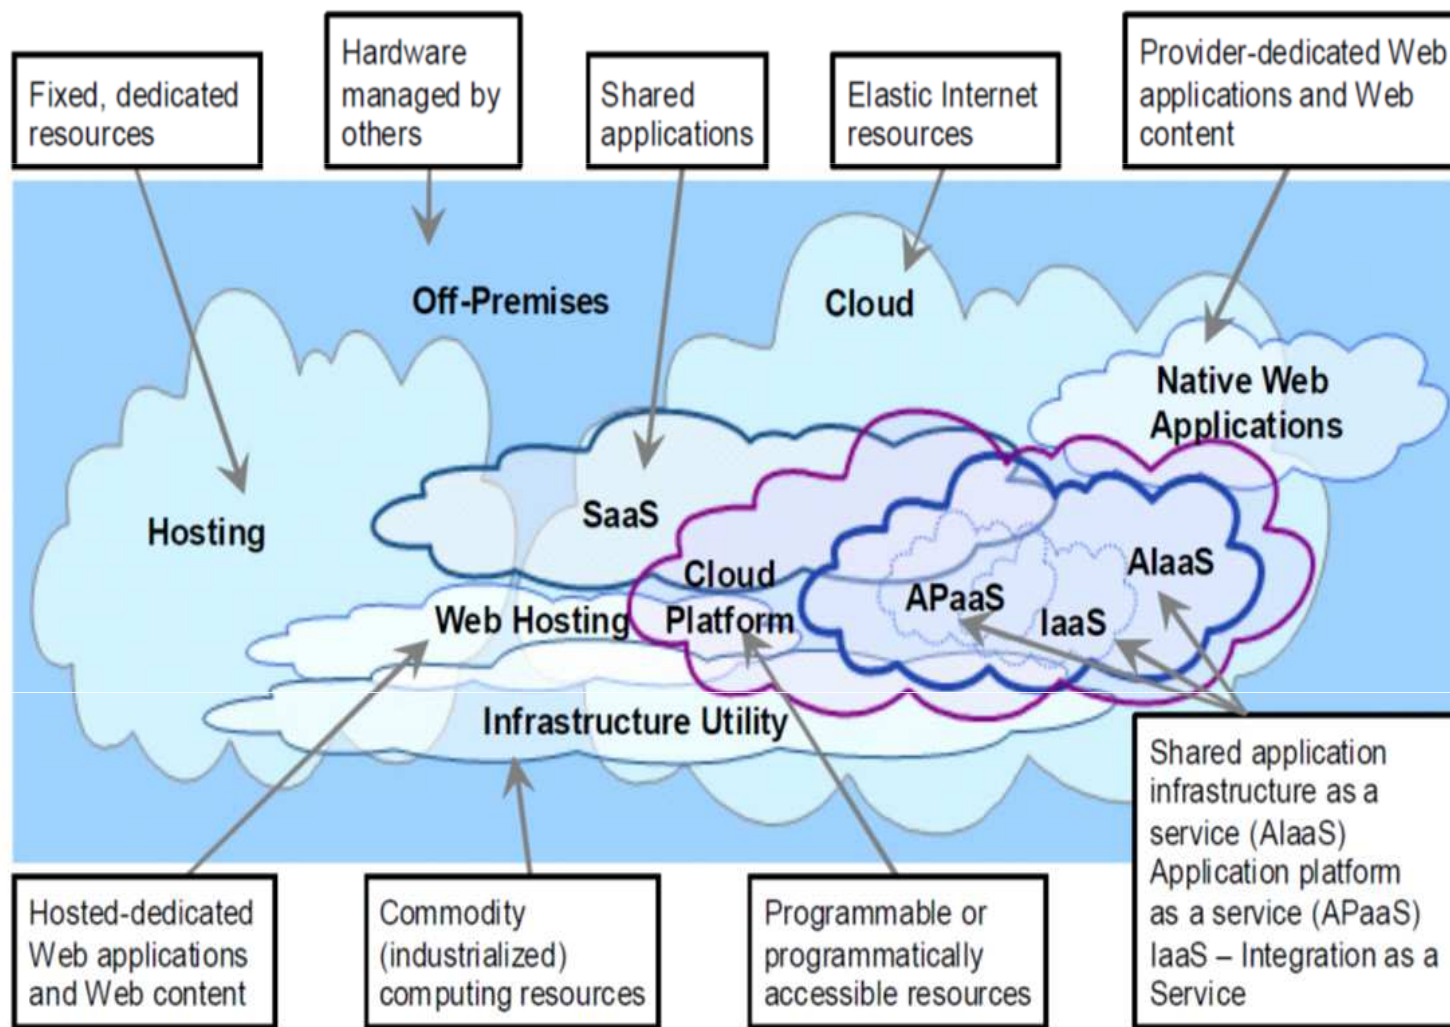 Fixed, dedicated
resources
Hardware
managed by
others
Shared
applications
Elastic Internet
resources
Provider-dedicated Web
applications and Web
content
Off-Premises
Cloud
Native Web
Applications
Hosting
SaaS
Cloud
Platform
AIaaS
APaaS
IaaS
Web Hosting
Infrastructure Utility
Hosted-dedicated
Web applications
and Web content
Commodity
(industrialized)
computing resources
Programmable or
programmatically
accessible resources
Shared application
infrastructure as a
service (AIaaS)
Application platform
as a service (APaaS)
IaaS – Integration as a
Service